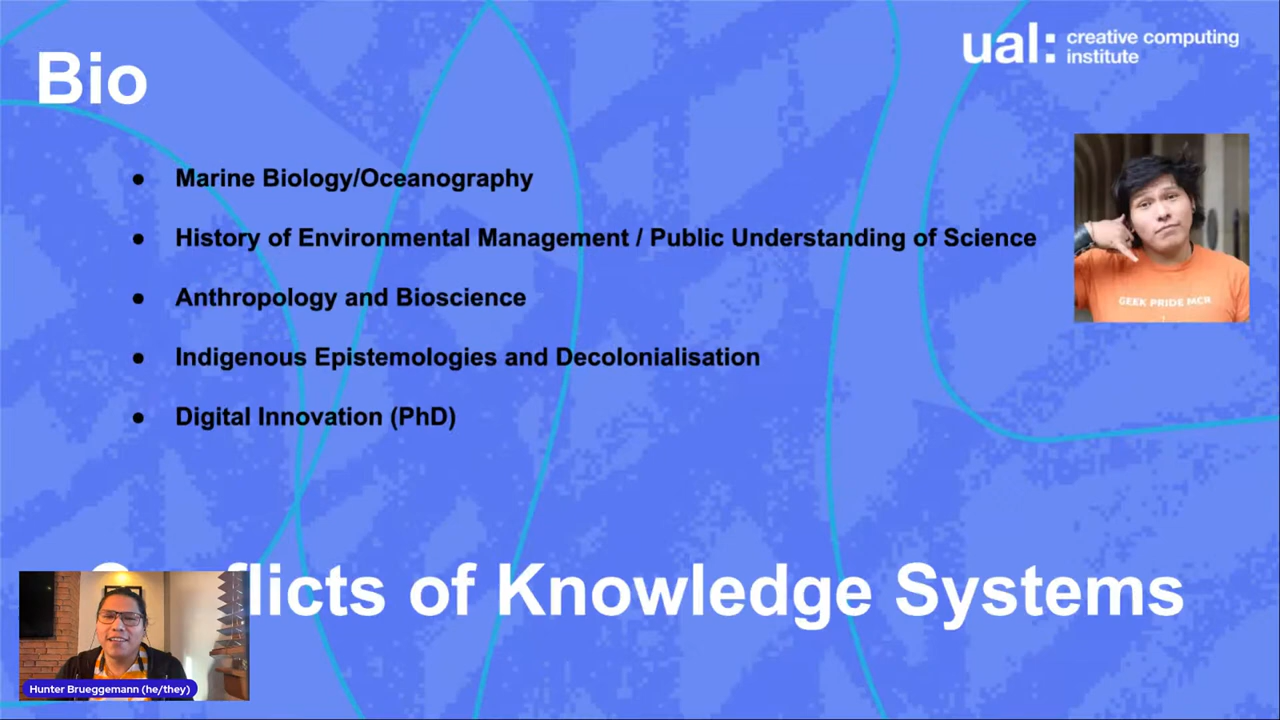 Bio
ual: creative computing
institute
Marine Biology/Oceanography
History of Environmental Management / Public Understanding of Science
GEEK PRIDE MCR
Anthropology and Bioscience
Indigenous Epistemologies and Decolonialisation
Digital Innovation (PhD)
flicts of Knowledge Systems
Hunter Brueggemann (he/they)